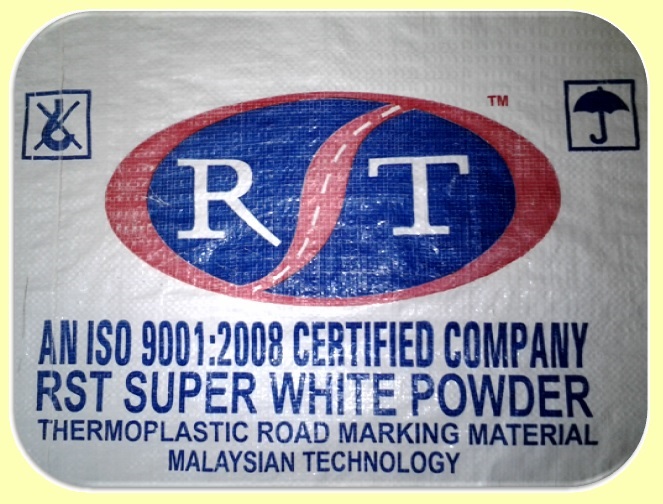 TM
RST
AN ISO 9001:2008 CERTIFIED COMPANY
RST SUPER WHITE POWDER
THERMOPLASTIC ROAD MARKING MATERIAL
MALAYSIAN TECHNOLOGY